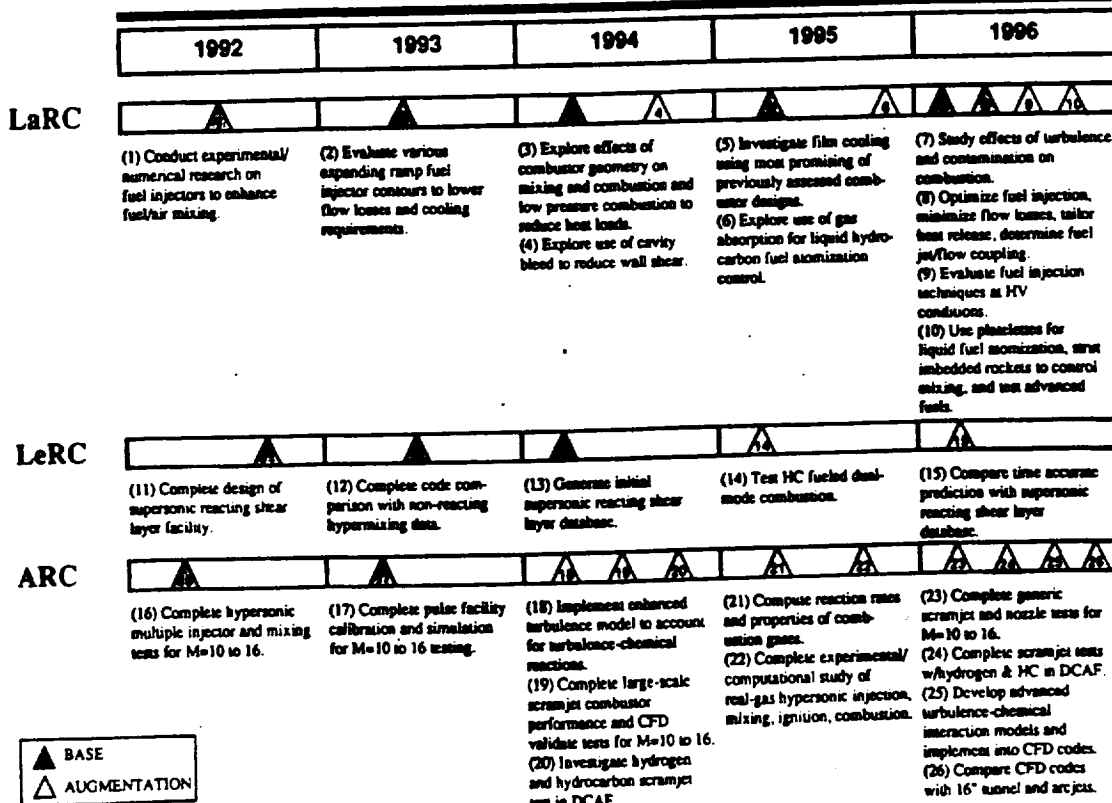 1992
1993
1994
1995
1996
LaRC
4
6
9
10
(1) Conduct experimental/
numerical research on
fuel injectors to enhance
fuel/air mixing.
(2) Evaluate various
expanding ramp fuel
injector contours to lower
flow losses and cooling
requirements.
(3) Explore effects of
combustor geometry on
mixing and combustion and
low pressure combustion to
reduce heat loads.
(4) Explore use of cavity
bleed to reduce wall shear.
(5) Investigate film cooling
using most promising of
previously assessed comb-
ustor designs.
(6) Explore use of gas
absorption for liquid hydro-
carbon fuel atomization
control.
(7) Study effects of turbulence
and contamination on
combustion.
(8) Optimize fuel injection,
minimize flow losses, tailor
heat release, determine fuel
jet/flow coupling.
(9) Evaluate fuel injection
techniques at HV
conditions.
(10) Use platelettes for
liquid fuel atomization, strut
imbedded rockets to control
mixing, and test advanced
fuels.
LeRC
14
(11) Complete design of
supersonic reacting shear
layer facility.
(12) Complete code com-
parison with non-reacting
hypermixing data.
(13) Generate initial
supersonic reacting shear
layer database.
(14) Test HC fueled dual-
mode combustion.
(15) Compare time accurate
prediction with supersonic
reacting shear layer
database.
ARC
18
19
20
21
22
(16) Complete hypersonic
multiple injector and mixing
tests for M=10 to 16.
(17) Complete pulse facility
calibration and simulation
for M=10 to 16 testing.
(18) Implement enhanced
turbulence model to account
for turbulence-chemical
reactions.
(19) Complete large-scale
scramjet combustor
performance and CFD
validate tests for M=10 to 16.
(20) Investigate hydrogen
and hydrocarbon scramjet
test in DCAF.
(21) Compute reaction rates
and properties of comb-
ustion gases.
(22) Complete experimental/
computational study of
real-gas hypersonic injection,
mixing, ignition, combustion.
(23) Complete generic
scramjet and nozzle tests for
M=10 to 16.
(24) Complete scramjet tests
w/hydrogen & HC in DCAF.
(25) Develop advanced
turbulence-chemical
interaction models and
implement into CFD codes.
(26) Compare CFD codes
with 16" tunnel and arcjets.
BASE
AUGMENTATION